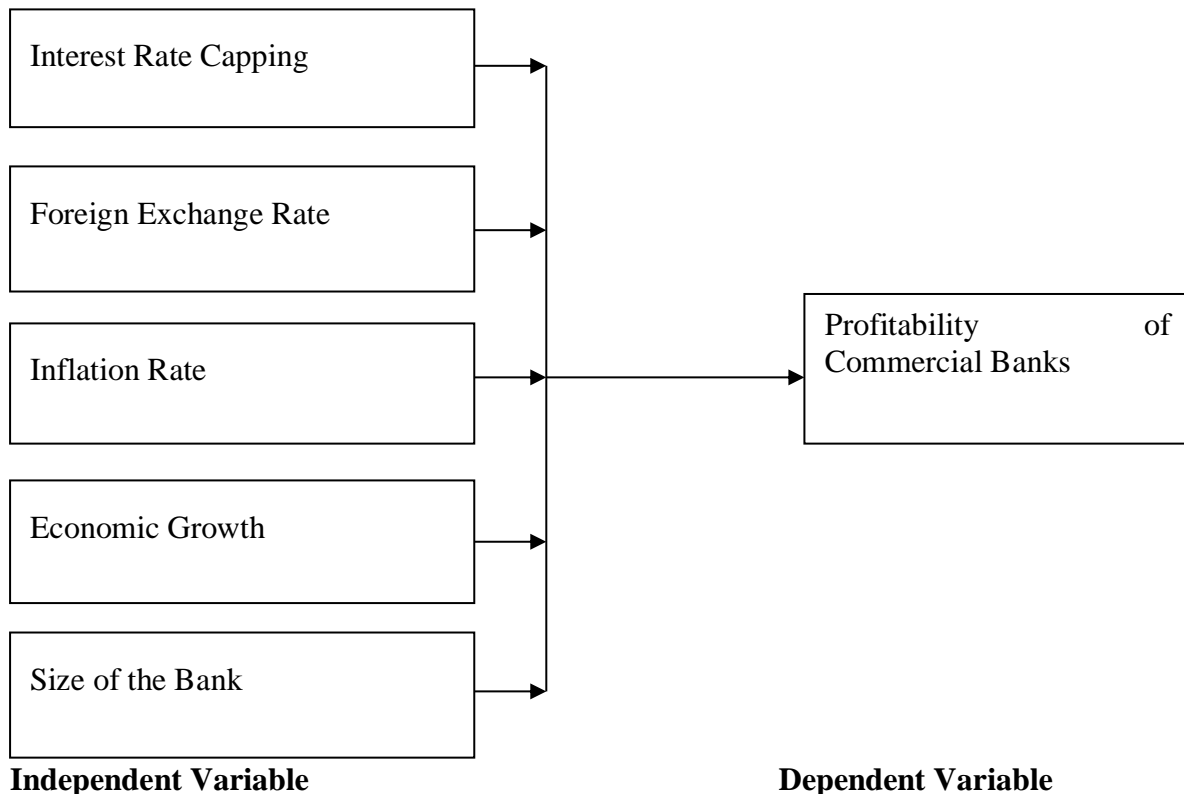 Interest Rate Capping
Foreign Exchange Rate
Inflation Rate
Economic Growth
Size of the Bank
Profitability of
Commercial Banks
Independent Variable
Dependent Variable